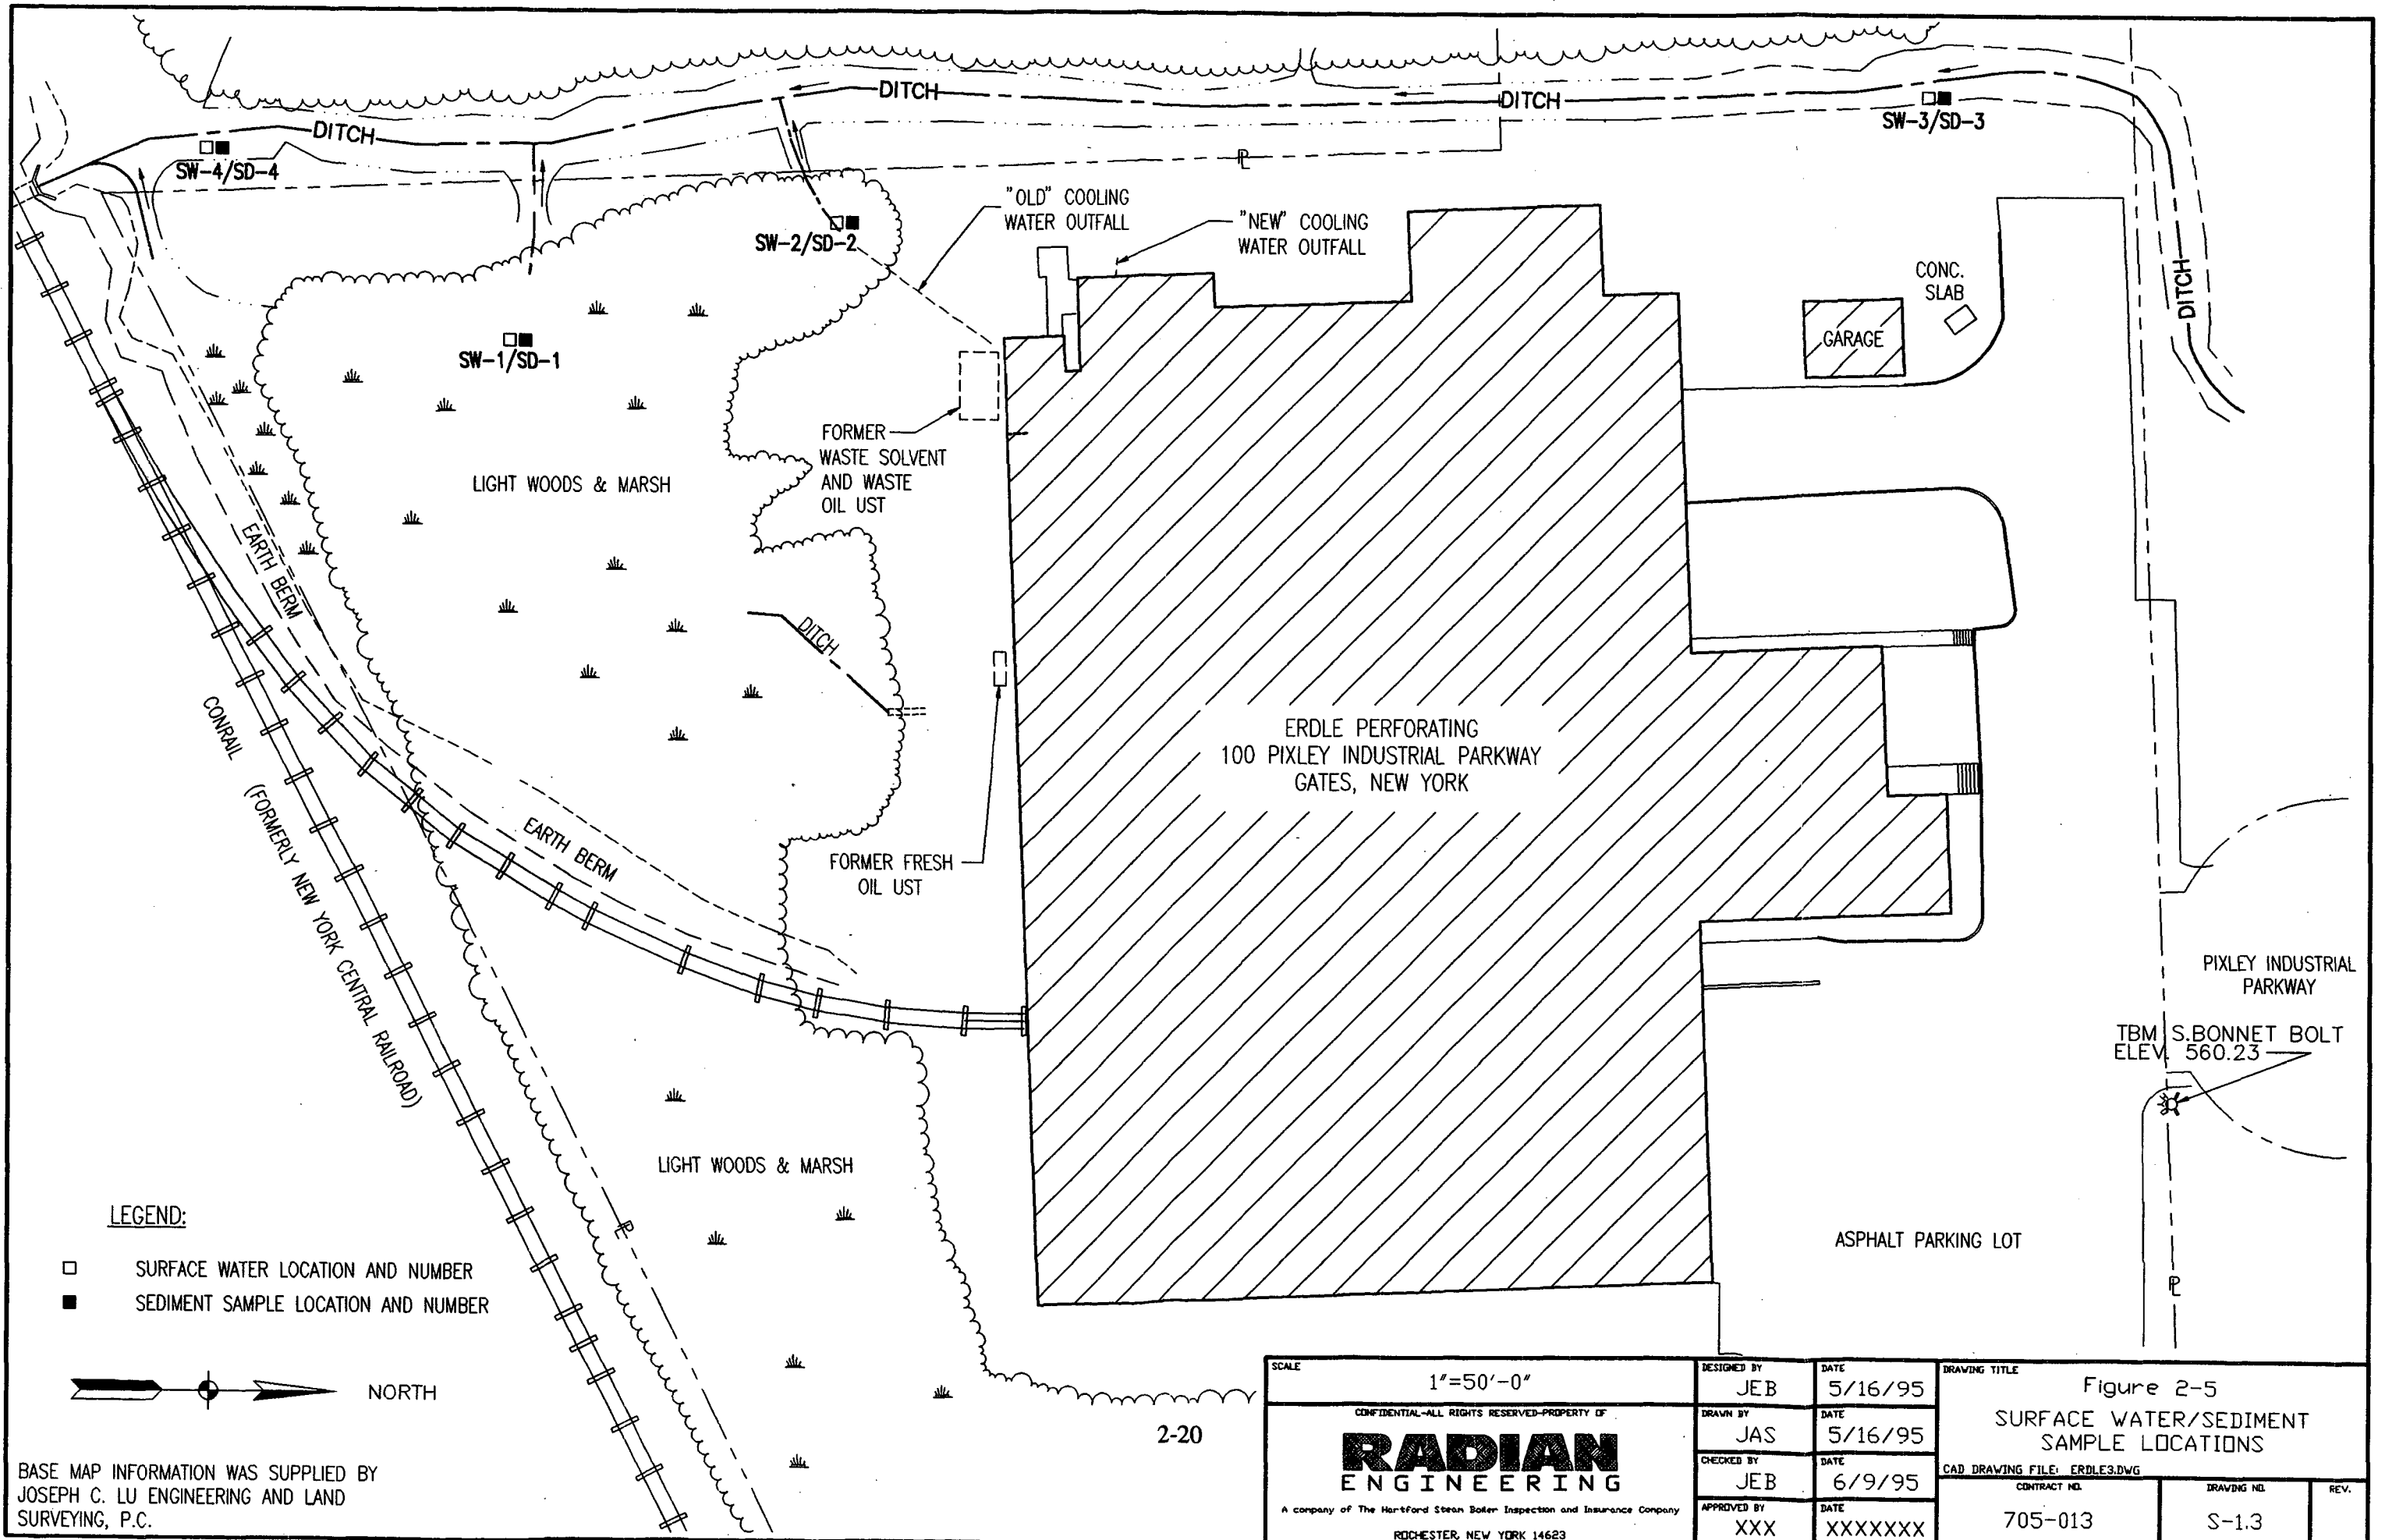 DITCH
DITCH
DITCH
SW-3/SD-3
SW-4/SD-4
PL
"OLD" COOLING
WATER OUTFALL
"NEW" COOLING
WATER OUTFALL
SW-2/SD-2
CONC.
SLAB
DITCH
GARAGE
SW-1/SD-1
FORMER
WASTE SOLVENT
AND WASTE
OIL UST
LIGHT WOODS & MARSH
EARTH BERM
DITCH
CONRAIL (FORMERLY NEW YORK CENTRAL RAILROAD)
ERDLE PERFORATING
100 PIXLEY INDUSTRIAL PARKWAY
GATES, NEW YORK
EARTH BERM
FORMER FRESH
OIL UST
PIXLEY INDUSTRIAL
PARKWAY
TBM S.BONNET BOLT
ELEV. 560.23
LIGHT WOODS & MARSH
PL
ASPHALT PARKING LOT
PL
LEGEND:
SURFACE WATER LOCATION AND NUMBER
SEDIMENT SAMPLE LOCATION AND NUMBER
NORTH
2-20
BASE MAP INFORMATION WAS SUPPLIED BY
JOSEPH C. LU ENGINEERING AND LAND
SURVEYING, P.C.
SCALE
1"=50'-0"
CONFIDENTIAL-ALL RIGHTS RESERVED-PROPERTY OF
RADIAN
ENGINEERING
A company of The Hartford Steam Boiler Inspection and Insurance Company
ROCHESTER, NEW YORK 14623
DESIGNED BY
JEB
DATE
5/16/95
DRAWN BY
JAS
DATE
5/16/95
CHECKED BY
JEB
DATE
6/9/95
APPROVED BY
XXX
DATE
XXXXXXX
DRAWING TITLE
Figure 2-5
SURFACE WATER/SEDIMENT
SAMPLE LOCATIONS
CAD DRAWING FILE: ERDLE3.DWG
CONTRACT NO.
705-013
DRAWING NO.
S-1.3
REV.